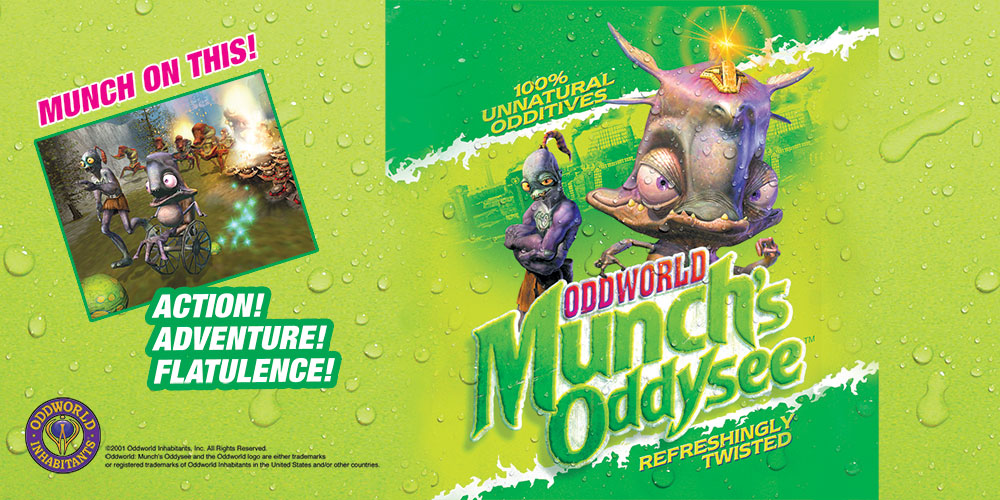 MUNCH ON THIS!
ACTION!
ADVENTURE!
FLATULENCE!
ODDWORLD
INHABITANTS
©2001 Oddworld Inhabitants, Inc. All Rights Reserved.
Oddworld: Munch's Oddysee and the Oddworld logo are either trademarks
or registered trademarks of Oddworld Inhabitants in the United States and/or other countries.
100%
UNNATURAL
ODDITIVES
ODDWORLD
Munch's
Oddysee™
REFRESHINGLY
TWISTED